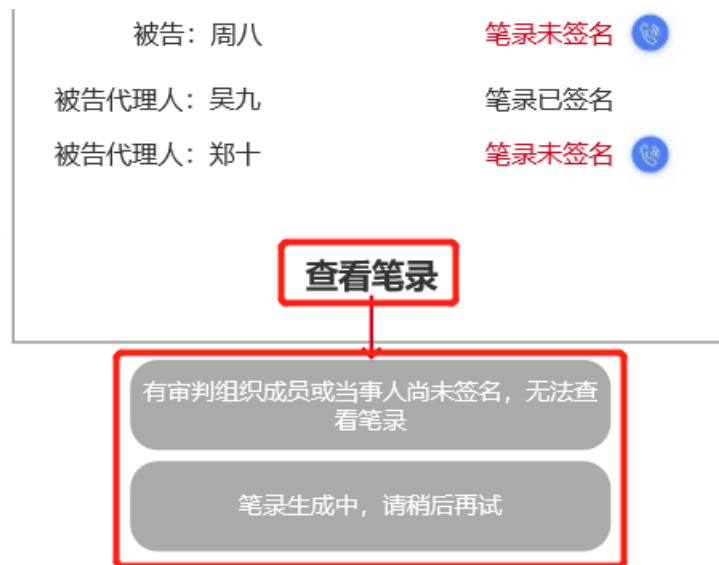 被告：周八 笔录未签名
被告代理人：吴九 笔录已签名
被告代理人：郑十 笔录未签名
查看笔录
有审判组织成员或当事人尚未签名，无法查
看笔录
笔录生成中，请稍后再试